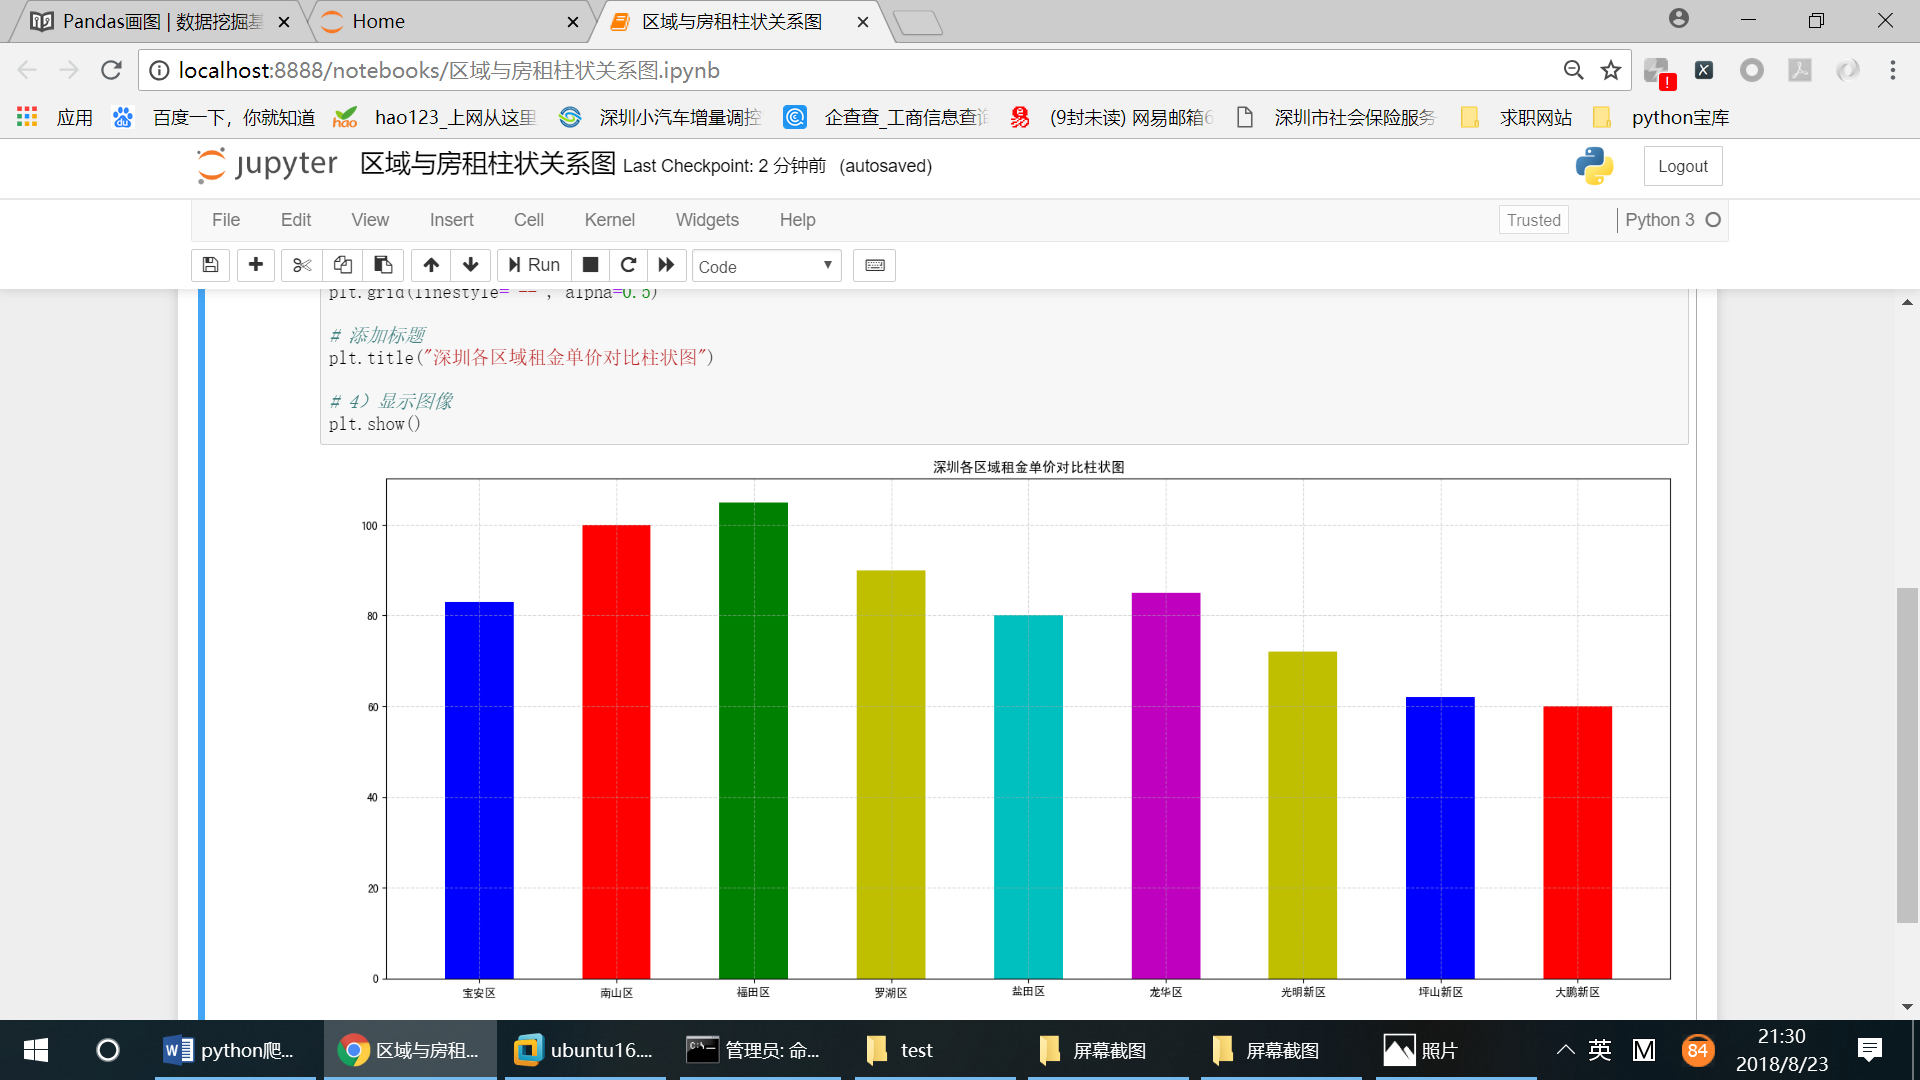 Pandas画图 | 数据挖掘基
Home
区域与房租柱状关系图
localhost:8888/notebooks/区域与房租柱状关系图.ipynb
应用
百度一下，你就知道
hao123_上网从这里
深圳小汽车增量调控
企查查_工商信息查询
(9封未读) 网易邮箱6
深圳市社会保险服务
求职网站
python宝库
jupyter 区域与房租柱状关系图 Last Checkpoint: 2 分钟前 (autosaved)
Logout
File Edit View Insert Cell Kernel Widgets Help
Trusted
Python 3
Run
Code
plt.grid(linestyle="--", alpha=0.5)
# 添加标题
plt.title("深圳各区域租金单价对比柱状图")
# 4）显示图像
plt.show()
深圳各区域租金单价对比柱状图
100
80
60
40
20
0
宝安区 南山区 福田区 罗湖区 盐田区 龙华区 光明新区 坪山新区 大鹏新区
python爬...
区域与房租...
ubuntu16....
管理员: 命...
test
屏幕截图
屏幕截图
照片
英
M
84
21:30
2018/8/23